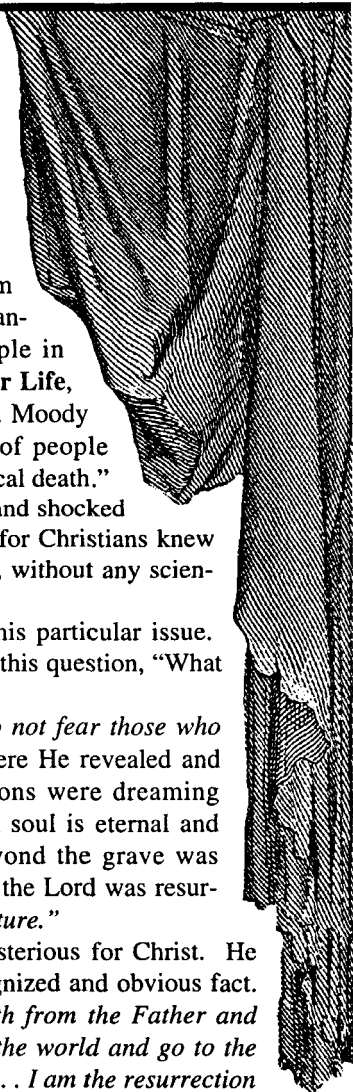 an-
ple in
r Life,
. Moody
of people
cal death."
and shocked
for Christians knew
, without any scien-
his particular issue.
this question, "What
o not fear those who
ere He revealed and
ons were dreaming
soul is eternal and
yond the grave was
the Lord was resur-
ture."
sterious for Christ. He
gnized and obvious fact.
th from the Father and
the world and go to the
. . I am the resurrection